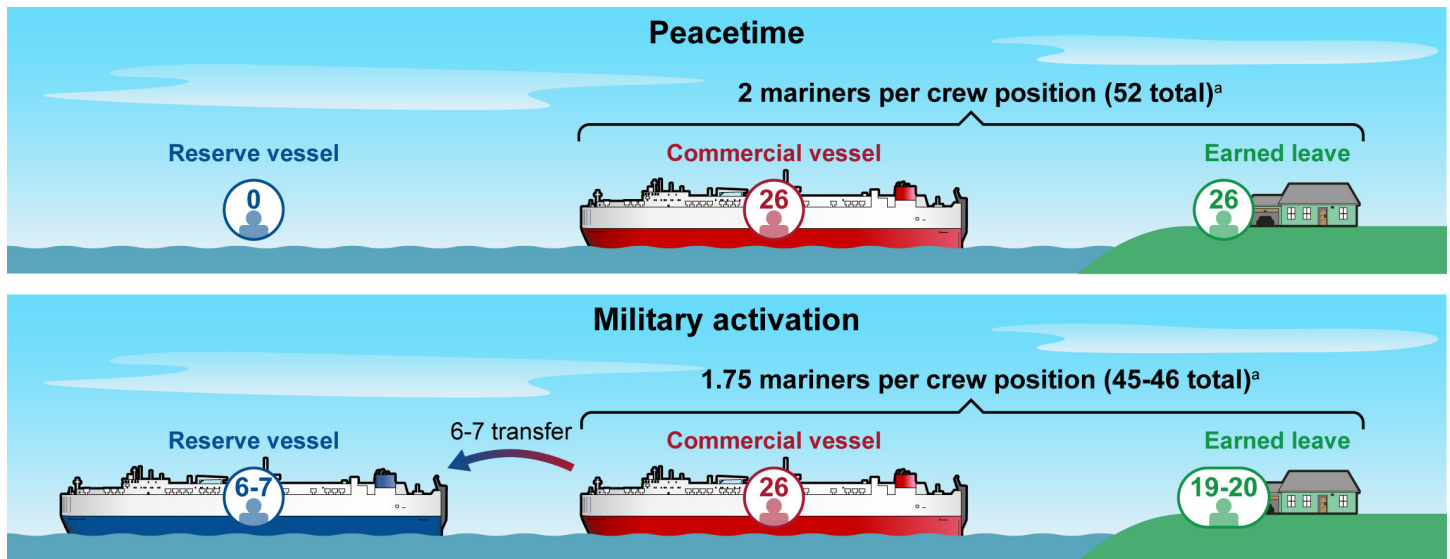 Peacetime
2 mariners per crew position (52 total)ᵃ
Reserve vessel
Commercial vessel
Earned leave
0
26
26
Military activation
1.75 mariners per crew position (45-46 total)ᵃ
6-7 transfer
Reserve vessel
Commercial vessel
Earned leave
6-7
26
19-20